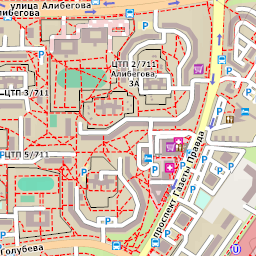 улица Алибегова
Алибегова
ЦТП 2/711
Алибегова,
3А
ЦТП 3/711
ЦТП 5/711
проспект Газеты Правда
Голубева